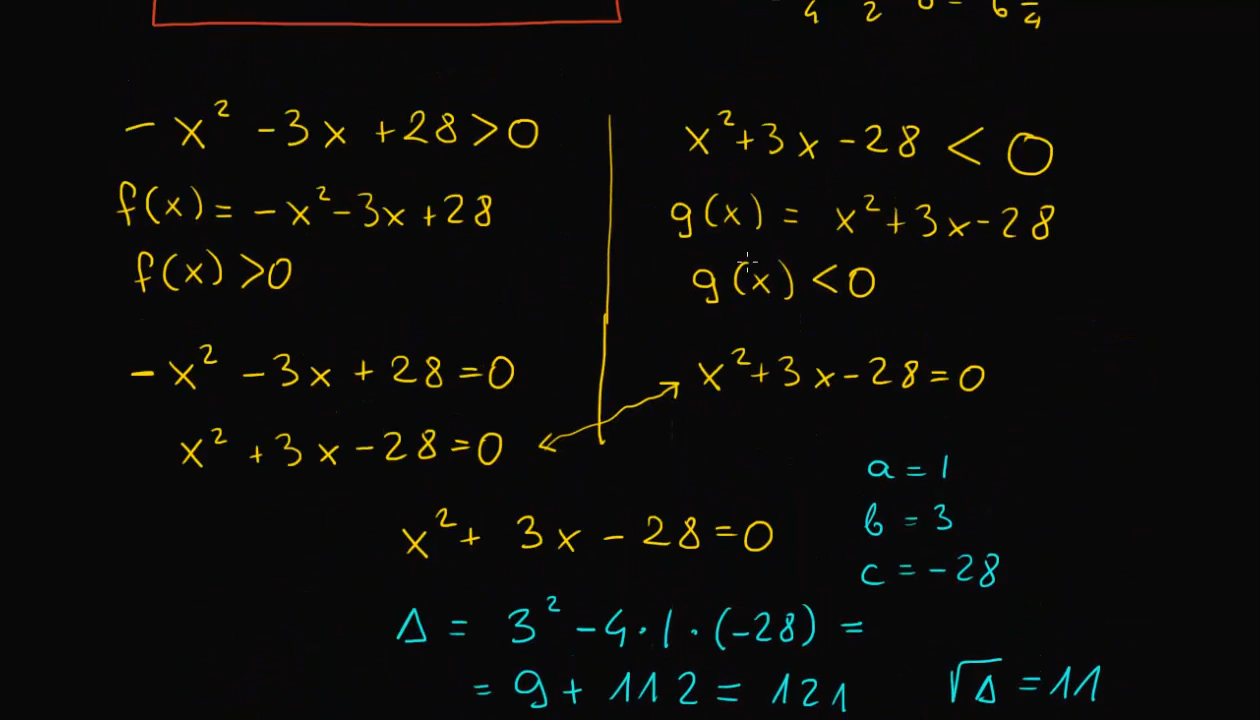 -x² -3x +28>0
f(x)= -x²-3x+28
f(x)>0
-x² -3x + 28=0
x² +3x -28=0
x²+3x-28 < 0
g(x) = x²+3x-28
g(x) <0
x²+3x-28=0
x²+ 3x - 28=0
a = 1
b = 3
c = -28
Δ = 3² -4·1·(-28) =
= 9+ 112 = 121
√Δ =11